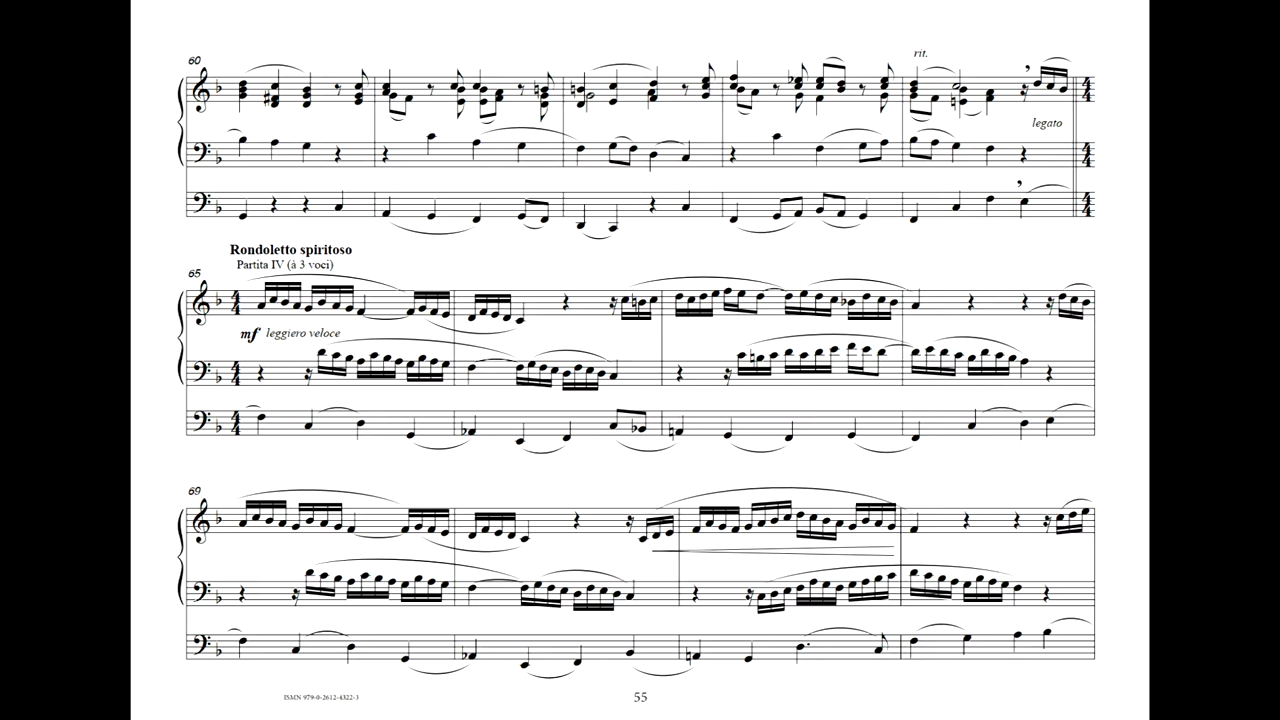 60
rit.
legato
Rondoletto spiritoso
Partita IV (à 3 voci)
65
mf leggiero veloce
69
ISMN 979-0-2612-4322-3
55